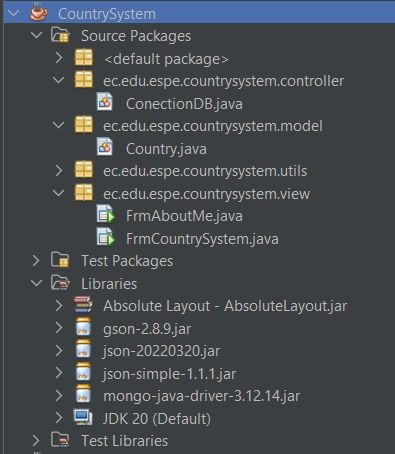 CountrySystem
Source Packages
<default package>
ec.edu.espe.countrysystem.controller
ConectionDB.java
ec.edu.espe.countrysystem.model
Country.java
ec.edu.espe.countrysystem.utils
ec.edu.espe.countrysystem.view
FrmAboutMe.java
FrmCountrySystem.java
Test Packages
Libraries
Absolute Layout - AbsoluteLayout.jar
gson-2.8.9.jar
json-20220320.jar
json-simple-1.1.1.jar
mongo-java-driver-3.12.14.jar
JDK 20 (Default)
Test Libraries